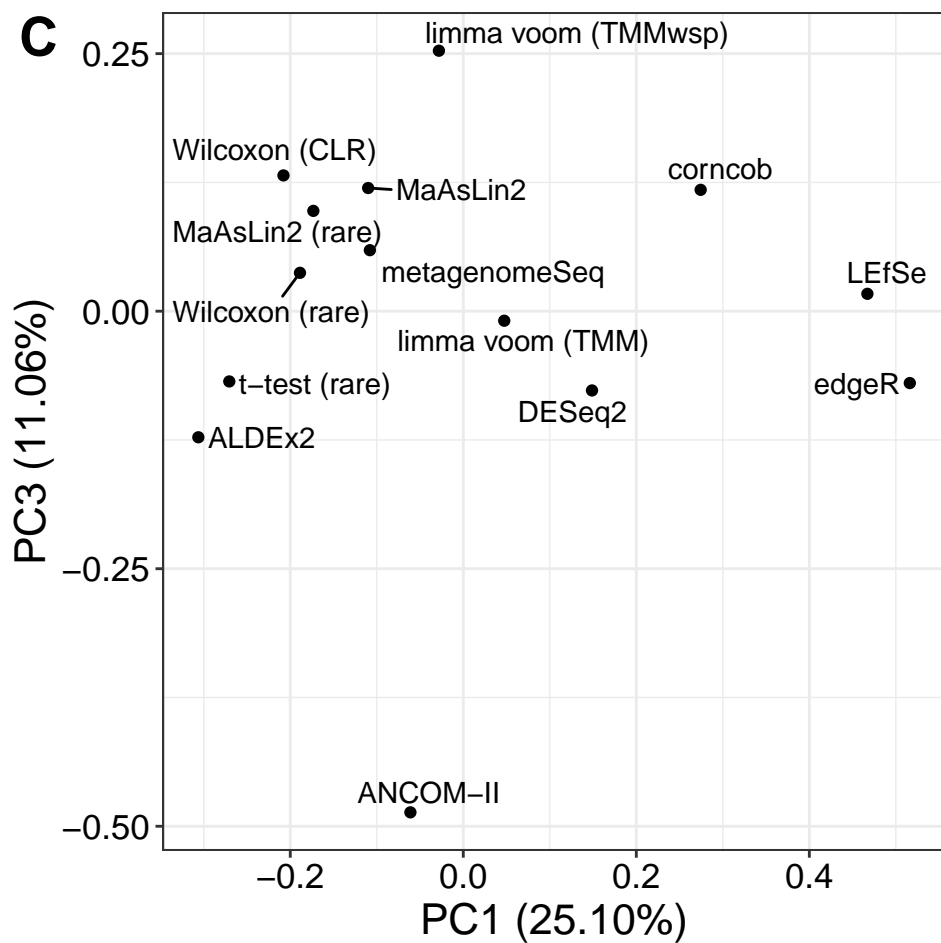 C
limma voom (TMMwsp)
0.25
Wilcoxon (CLR)
corncob
MaAsLin2
MaAsLin2 (rare)
metagenomeSeq
LEfSe
Wilcoxon (rare)
0.00
limma voom (TMM)
t−test (rare)
edgeR
DESeq2
ALDEx2
PC3 (11.06%)
−0.25
ANCOM−II
−0.50
−0.2 0.0 0.2 0.4
PC1 (25.10%)